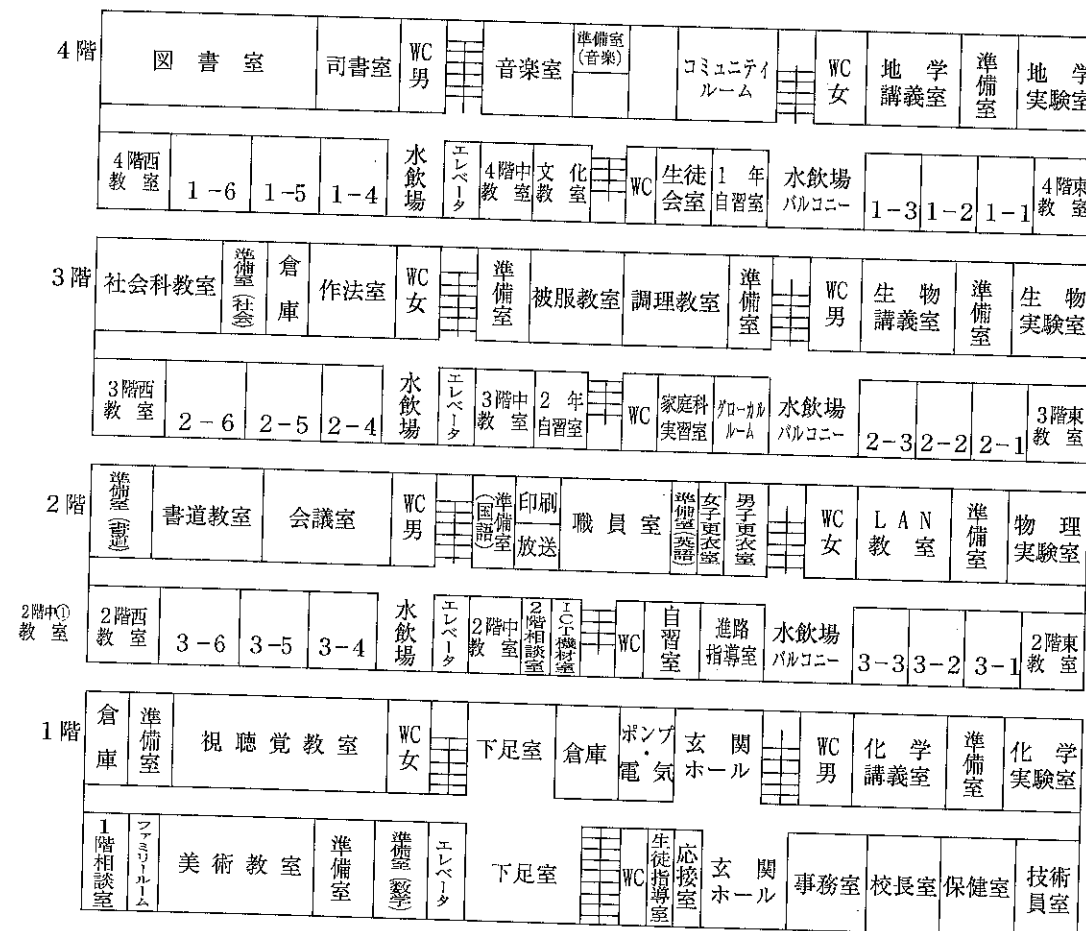 4階
図書室
司書室
WC
男
音楽室
準備室
(音楽)
コミュニティ
ルーム
WC
女
地学
講義室
準備室
地学
実験室
4階西
教室
1-6
1-5
1-4
水飲場
エレベータ
4階中
教室
文化
教室
WC
生徒
会室
1年
自習室
水飲場
バルコニー
1-3
1-2
1-1
4階東
教室
3階
社会科教室
準備室(社会)
倉庫
作法室
WC
女
準備室
被服教室
調理教室
準備室
WC
男
生物
講義室
準備室
生物
実験室
3階西
教室
2-6
2-5
2-4
水飲場
エレベータ
3階中
教室
2年
自習室
WC
家庭科
実習室
グローカル
ルーム
水飲場
バルコニー
2-3
2-2
2-1
3階東
教室
2階
準備室(書道)
書道教室
会議室
WC
男
準備室
(国語)
印刷
放送
職員室
準備室(英語)
女子更衣室
男子更衣室
WC
女
LAN
教室
準備室
物理
実験室
2階中①
教室
2階西
教室
3-6
3-5
3-4
水飲場
エレベータ
2階中
教室
2階相談室
ICT機材室
WC
自習室
進路
指導室
水飲場
バルコニー
3-3
3-2
3-1
2階東
教室
1階
倉庫
準備室
視聴覚教室
WC
女
下足室
倉庫
ポンプ
・
電気
玄関
ホール
WC
男
化学
講義室
準備室
化学
実験室
1階相談室
ファミリールーム
美術教室
準備室
準備室(数学)
エレベータ
下足室
WC
生徒指導室
応接室
玄関
ホール
事務室
校長室
保健室
技術
員室